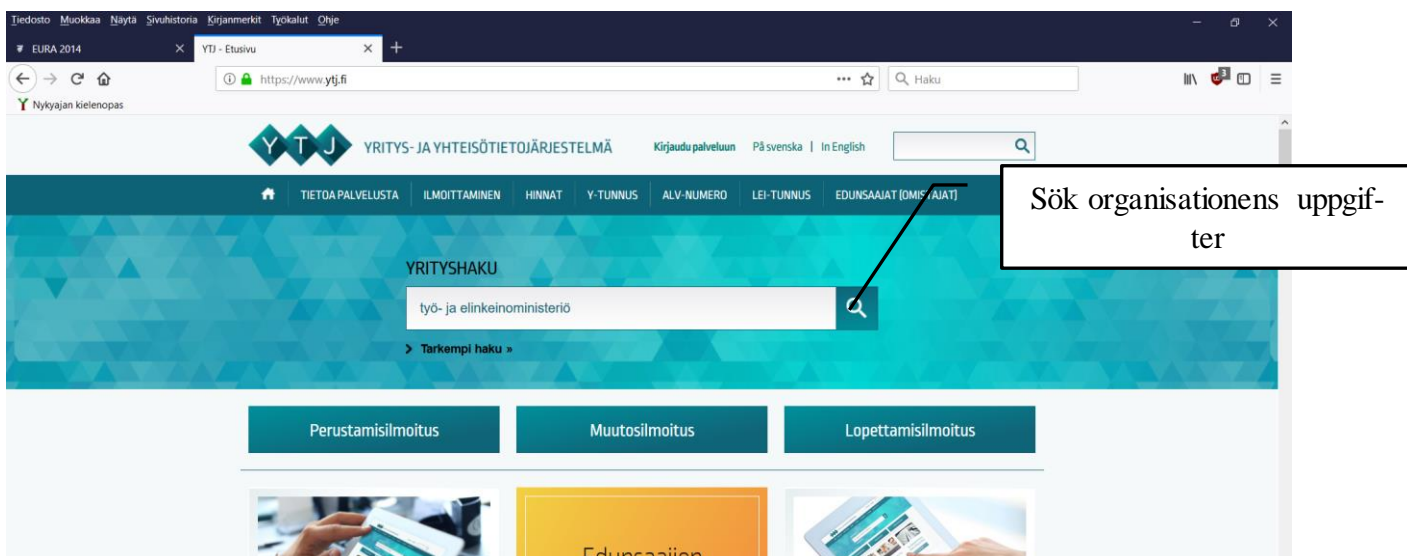 Tiedosto Muokkaa Näytä Sivuhistoria Kirjanmerkit Työkalut Ohje
EURA 2014
YTJ - Etusivu
https://www.ytj.fi
Haku
3
Nykyajan kielenopas
YTJ YRITYS- JA YHTEISÖTIETOJÄRJESTELMÄ Kirjaudu palveluun På svenska | In English
TIETOA PALVELUSTA ILMOITTAMINEN HINNAT Y-TUNNUS ALV-NUMERO LEI-TUNNUS EDUNSAAJAT (OMISTAJAT)
Sök organisationens uppgif-
ter
YRITYSHAKU
työ- ja elinkeinoministeriö
Tarkempi haku »
Perustamisilmoitus Muutosilmoitus Lopettamisilmoitus
Edunsaajien